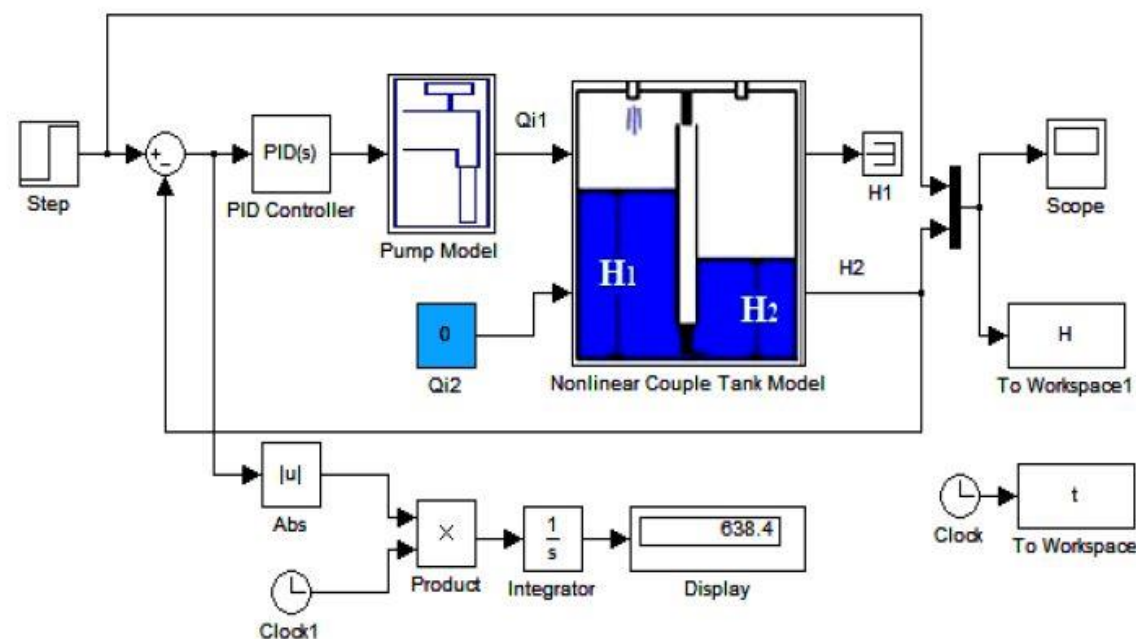 Step
+
−
PID(s)
PID Controller
Pump Model
Qi1
0
Qi2
H1
H2
Nonlinear Couple Tank Model
H1
H2
Scope
H
To Workspace1
|u|
Abs
Clock1
×
Product
1
s
Integrator
638.4
Display
Clock
t
To Workspace